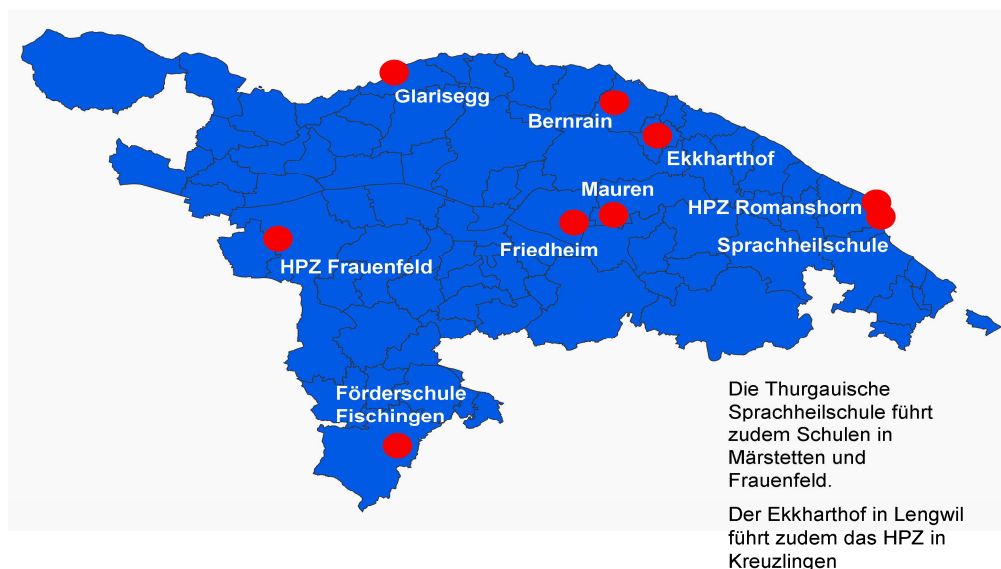 Glarisegg
Bernrain
Ekkharthof
Mauren
HPZ Romanshorn
Friedheim
Sprachheilschule
HPZ Frauenfeld
Förderschule
Fischingen
Die Thurgauische
Sprachheilschule führt
zudem Schulen in
Märstetten und
Frauenfeld.
Der Ekkharthof in Lengwil
führt zudem das HPZ in
Kreuzlingen